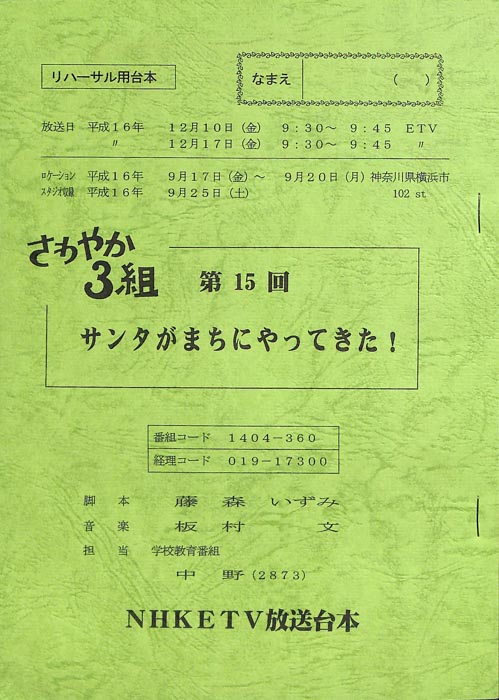 リハーサル用台本
なまえ （ ）
放送日 平成１６年 １２月１０日（金） ９：３０～ ９：４５ ＥＴＶ
〃 １２月１７日（金） ９：３０～ ９：４５ 〃
ﾛｹｰｼｮﾝ 平成１６年 ９月１７日（金）～ ９月２０日（月）神奈川県横浜市
ｽﾀｼﾞｵ収録 平成１６年 ９月２５日（土） 102 st.
さわやか
３組 第 15 回
サンタがまちにやってきた！
番組コード １４０４－３６０
経理コード ０１９－１７３００
脚 本 藤 森 いずみ
音 楽 板 村 文
担 当 学校教育番組
中 野（２８７３）
ＮＨＫＥＴＶ放送台本